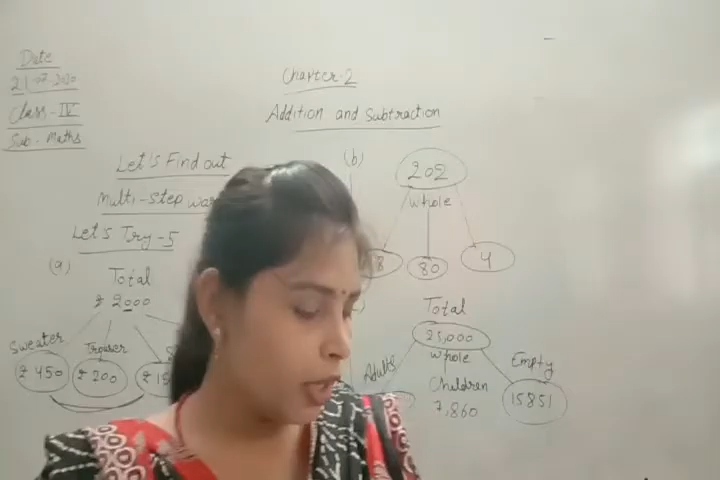 Date
21.07.2020
Class-IV
Sub-Maths
Chapter-2
Addition and Subtraction
Let's Find out
Multi-step
Let's Try-5
(a)
Total
₹ 2000
Sweater
₹ 450
Trouser
₹ 200
(b)
202
whole
80
4
Total
25,000
whole
Adults
Children
7,860
Empty
15851